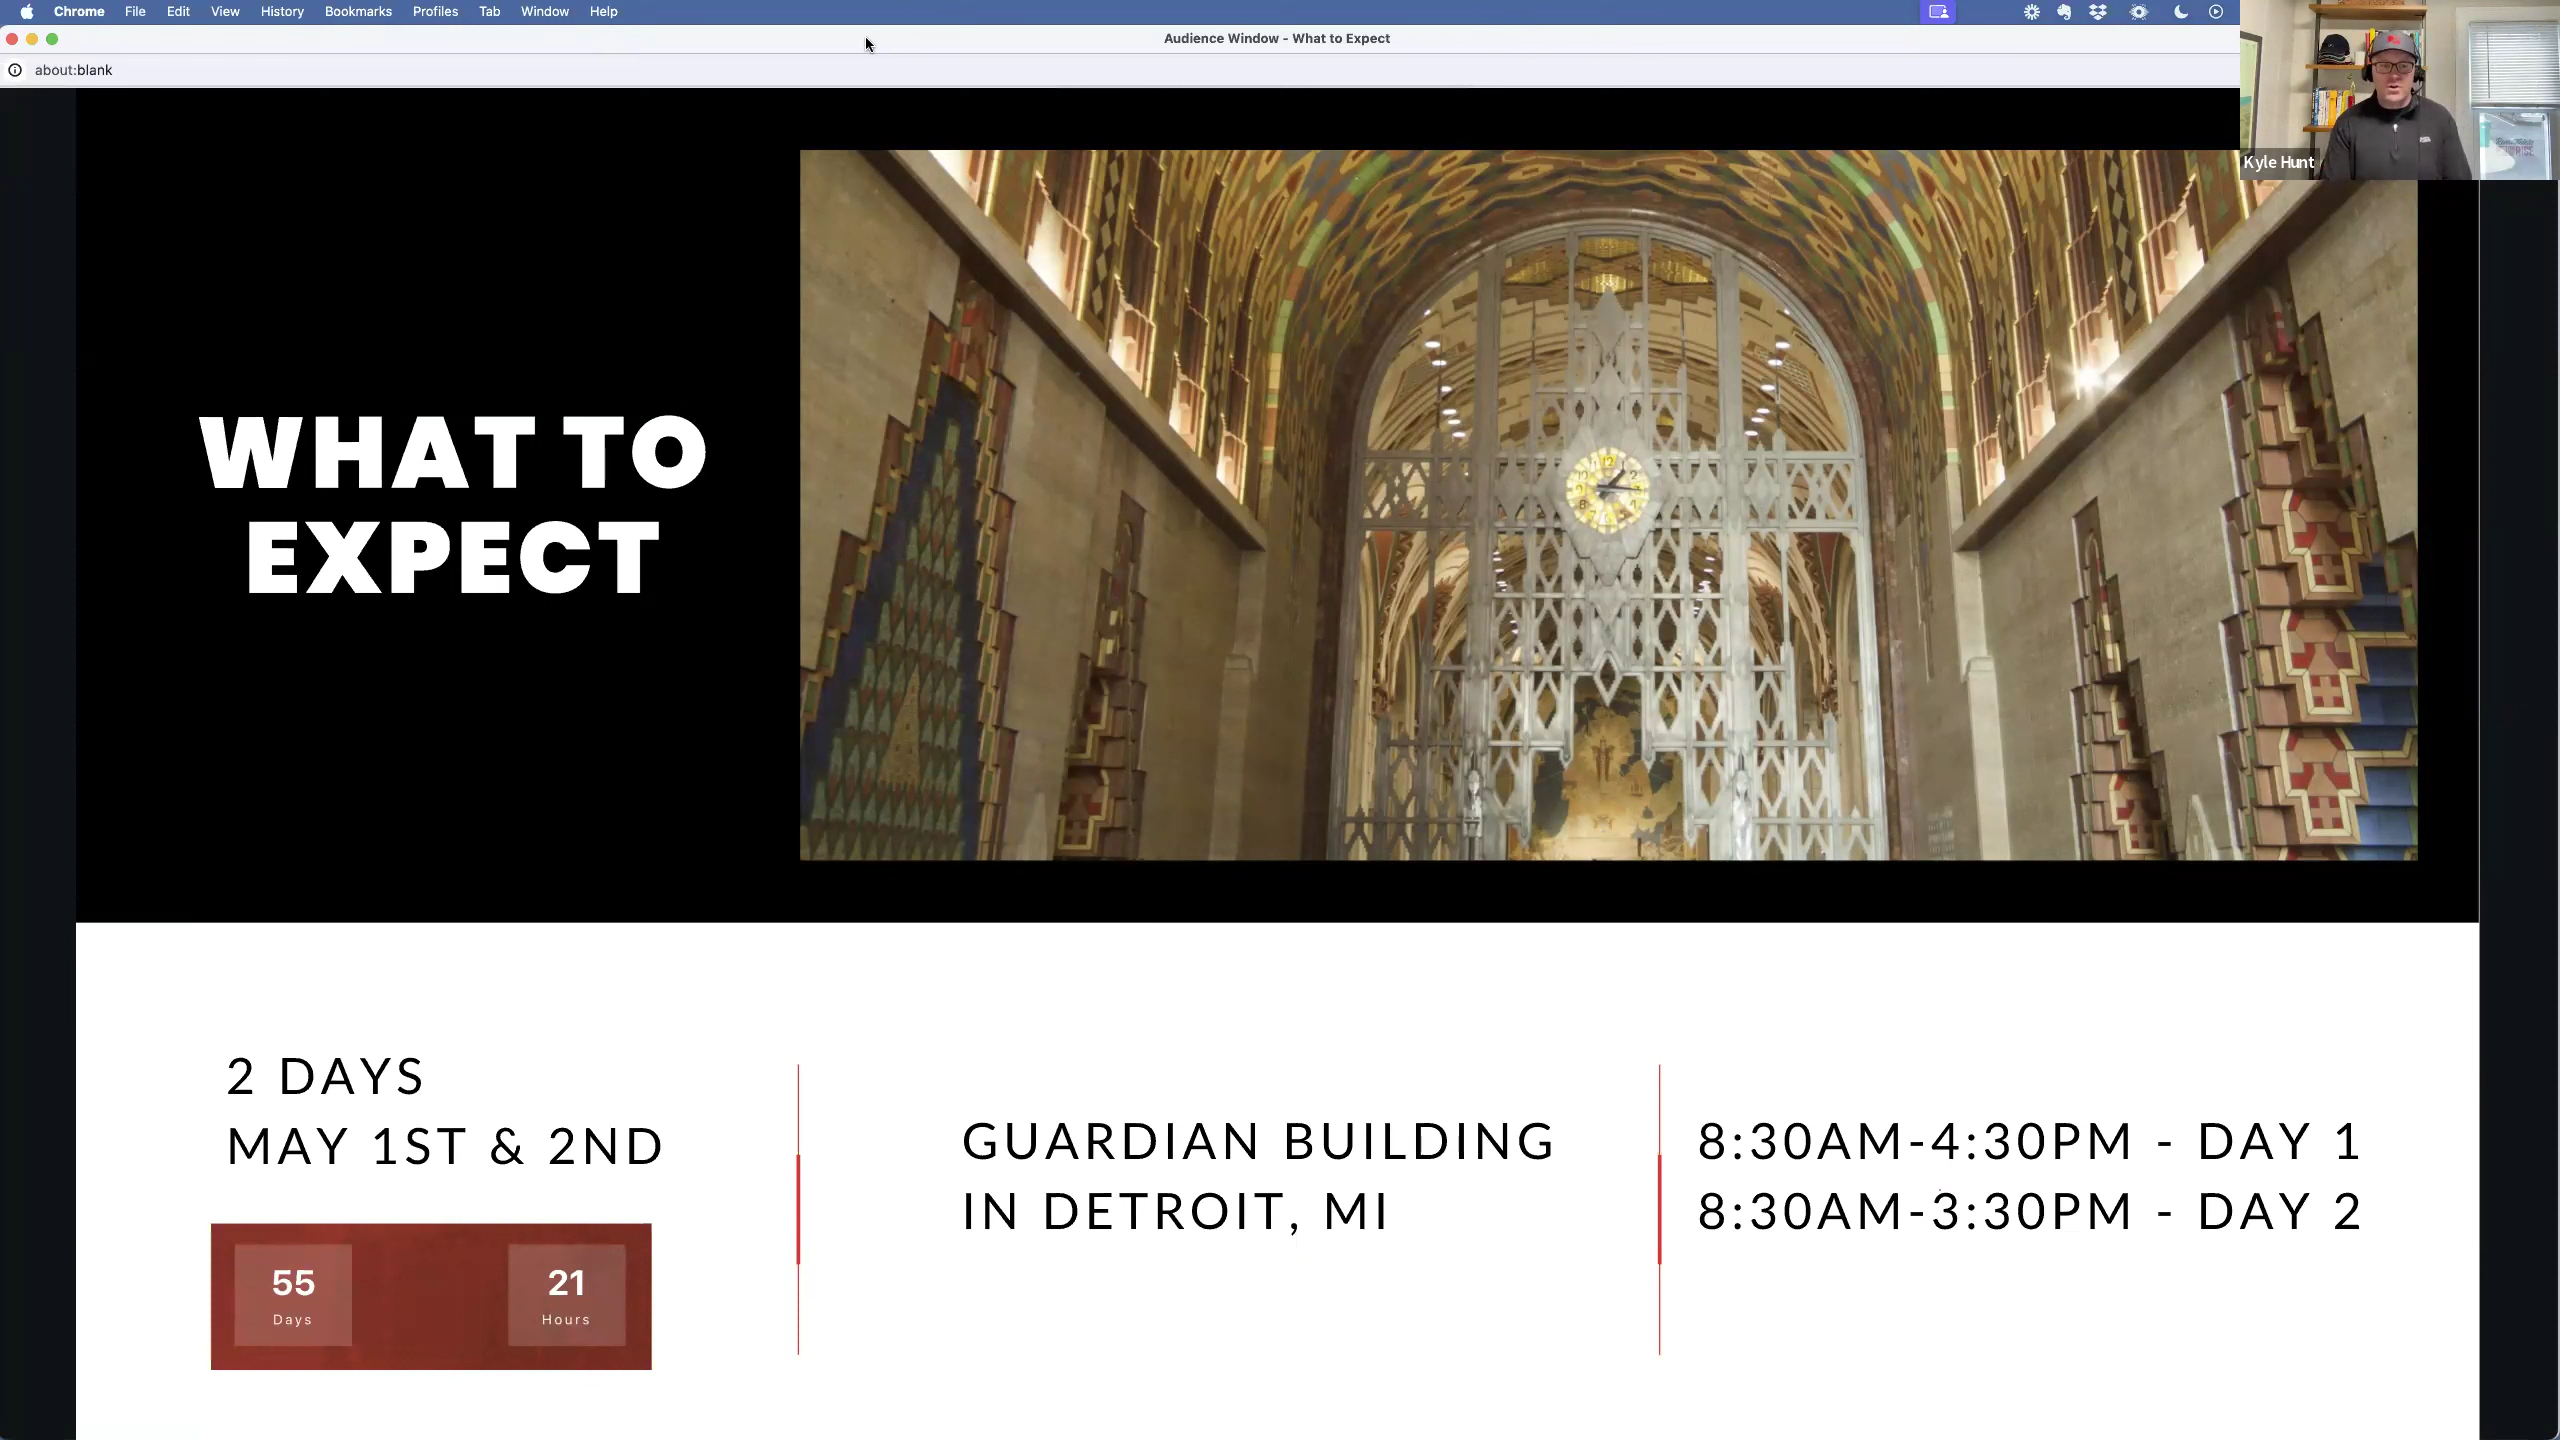 Chrome File Edit View History Bookmarks Profiles Tab Window Help
Audience Window - What to Expect
about:blank
Kyle Hunt
WHAT TO
EXPECT
2 DAYS
MAY 1ST & 2ND
55
Days
21
Hours
GUARDIAN BUILDING
IN DETROIT, MI
8:30AM-4:30PM - DAY 1
8:30AM-3:30PM - DAY 2